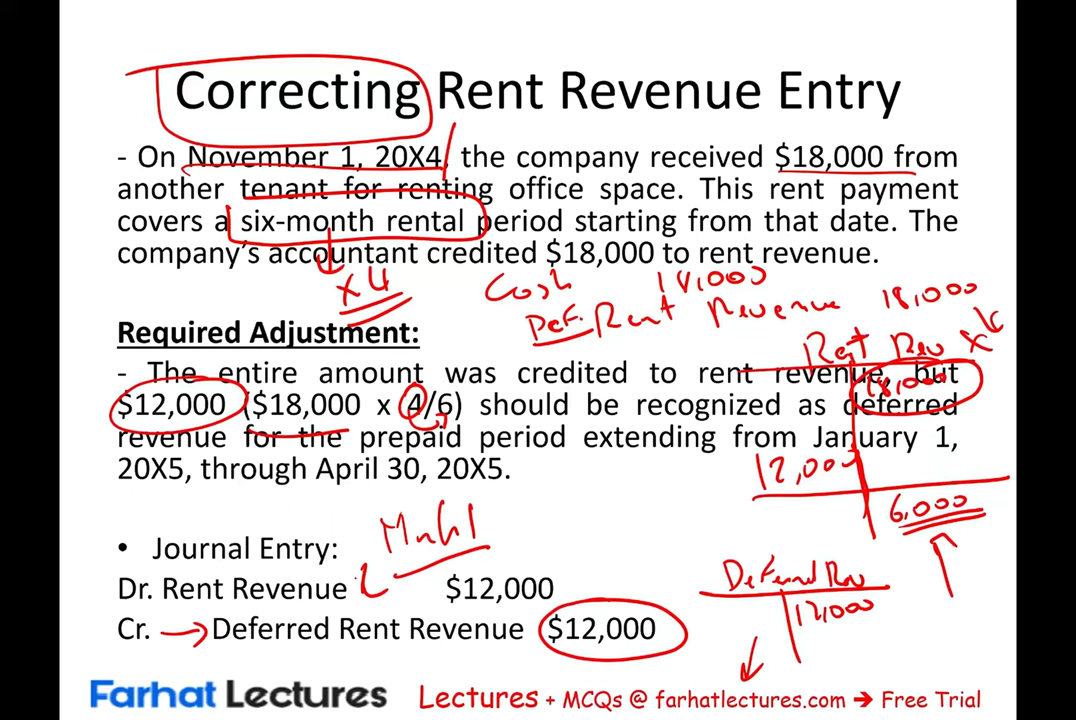 Correcting Rent Revenue Entry
- On November 1, 20X4, the company received $18,000 from
another tenant for renting office space. This rent payment
covers a six-month rental period starting from that date. The
company's accountant credited $18,000 to rent revenue.
x4
Cash 18,000
Def. Rent Revenue 18,000
Required Adjustment:
Rent Rev
- The entire amount was credited to rent revenue, but
18,000
$12,000 ($18,000 x 4/6) should be recognized as deferred
revenue for the prepaid period extending from January 1,
20X5, through April 30, 20X5.
12,000
6,000
• Journal Entry:
Deferred Rev
Dr. Rent Revenue $12,000
12,000
Cr. Deferred Rent Revenue $12,000
Farhat Lectures Lectures + MCQs @ farhatlectures.com ➔ Free Trial